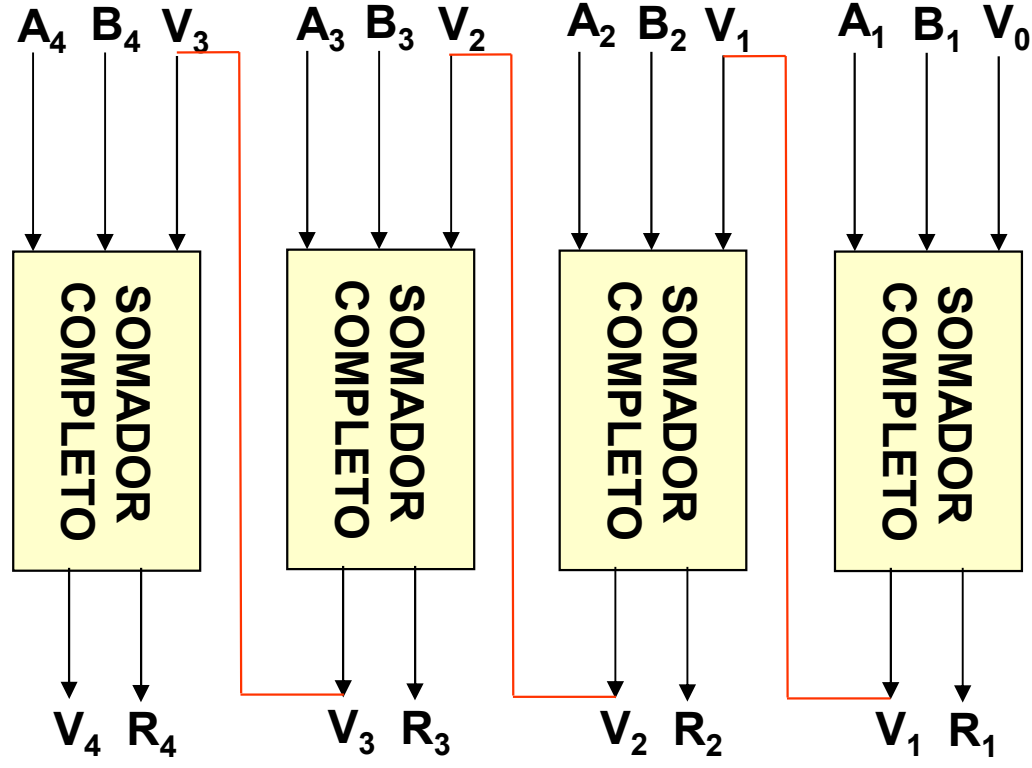 A₄ B₄ V₃ A₃ B₃ V₂ A₂ B₂ V₁ A₁ B₁ V₀
SOMADOR
COMPLETO
SOMADOR
COMPLETO
SOMADOR
COMPLETO
SOMADOR
COMPLETO
V₄ R₄ V₃ R₃ V₂ R₂ V₁ R₁